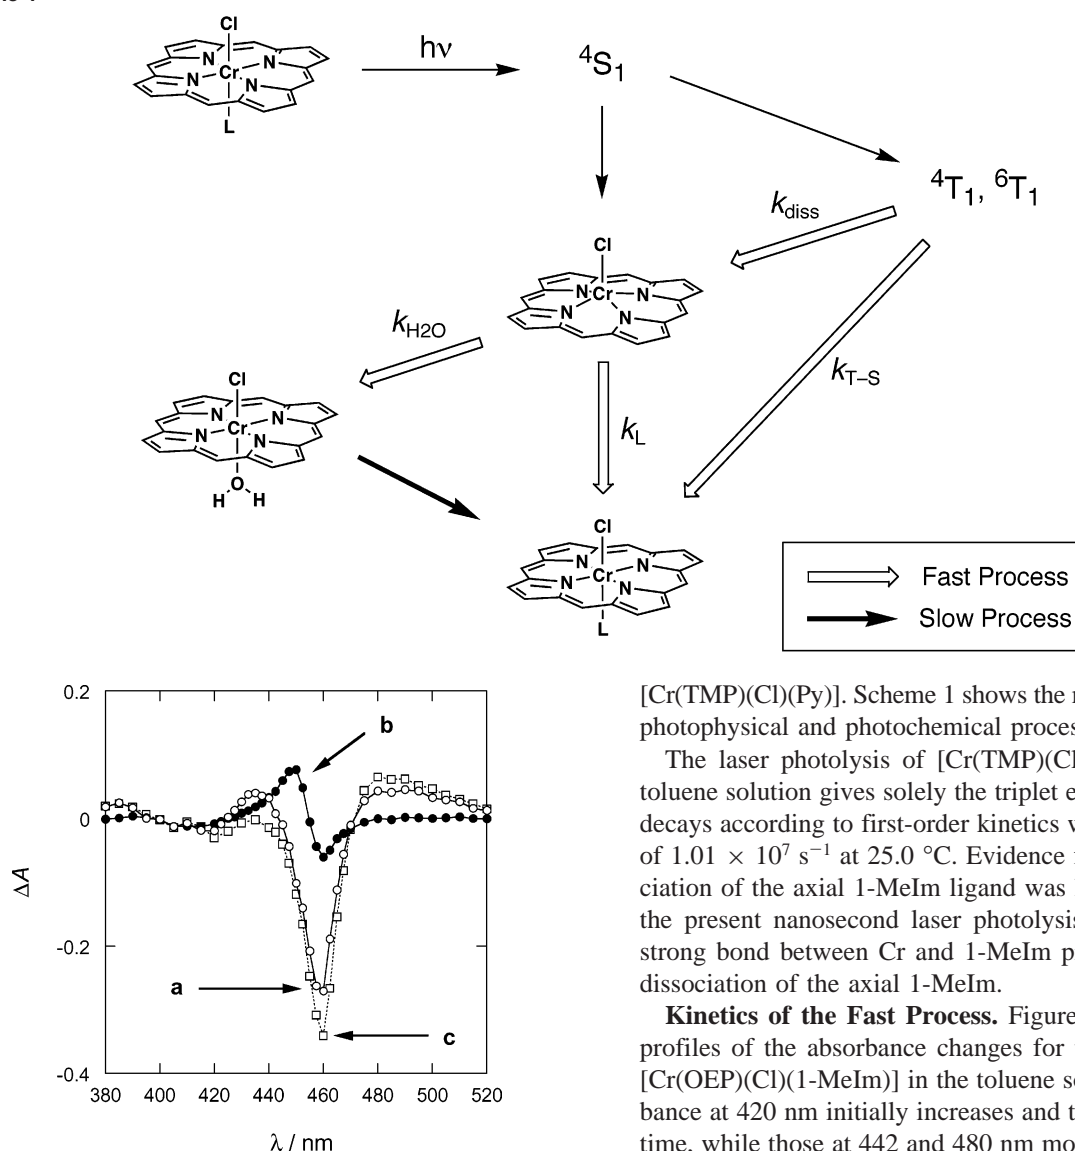 Cl
N
N
Cr
N
N
L
hν
⁴S₁
⁴T₁, ⁶T₁
k_diss
Cl
N
Cr
N
N
k_H2O
k_L
k_T–S
Cl
N
N
Cr
N
N
H
O
H
Cl
N
N
Cr
N
N
L
Fast Process
Slow Process
0.2
0
-0.2
-0.4
ΔA
380 400 420 440 460 480 500 520
λ / nm
b
a
c
[Cr(TMP)(Cl)(Py)]. Scheme 1 shows the
photophysical and photochemical
The laser photolysis of
toluene solution gives solely the triplet
decays according to first-order kinetics
of 1.01 × 10⁷ s⁻¹ at 25.0 °C. Evidence
ciation of the axial 1-MeIm ligand was
the present nanosecond laser photolysis
strong bond between Cr and 1-MeIm
dissociation of the axial 1-MeIm.
Kinetics of the Fast Process.
profiles of the absorbance changes for
[Cr(OEP)(Cl)(1-MeIm)] in the toluene
bance at 420 nm initially increases and
time, while those at 442 and 480 nm